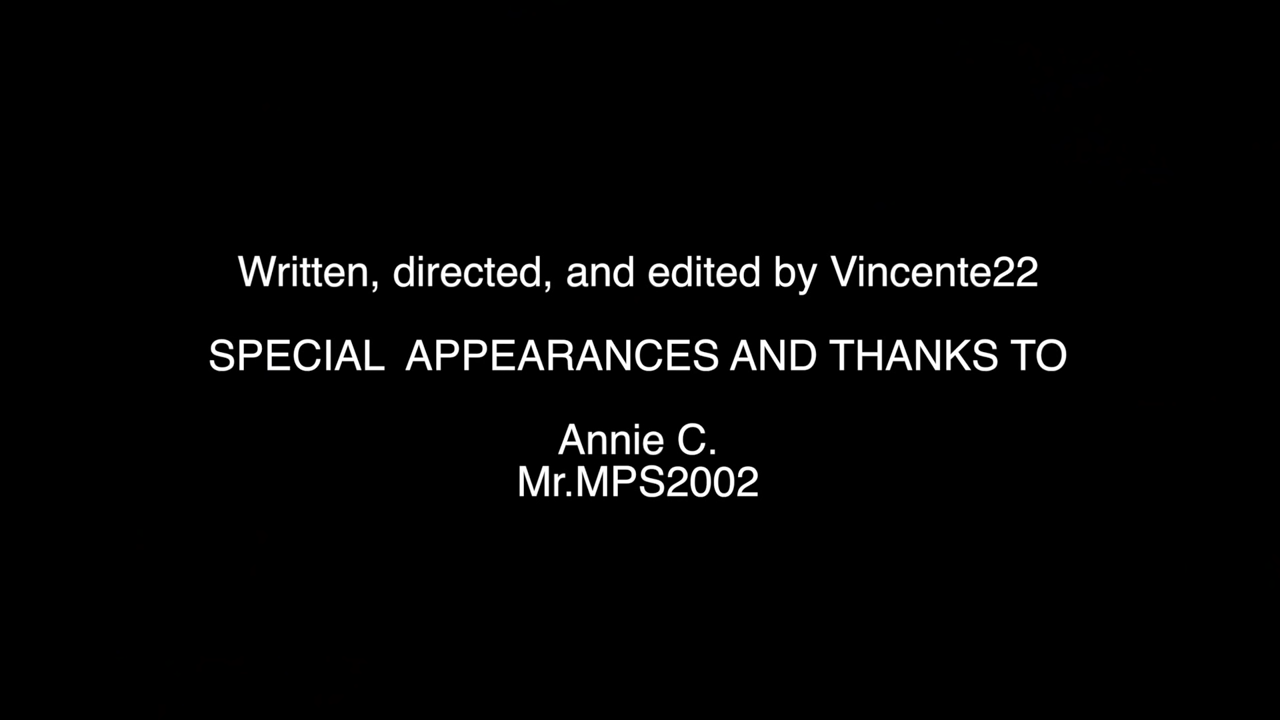 Written, directed, and edited by Vincente22
SPECIAL  APPEARANCES AND THANKS TO
Annie C.
Mr.MPS2002